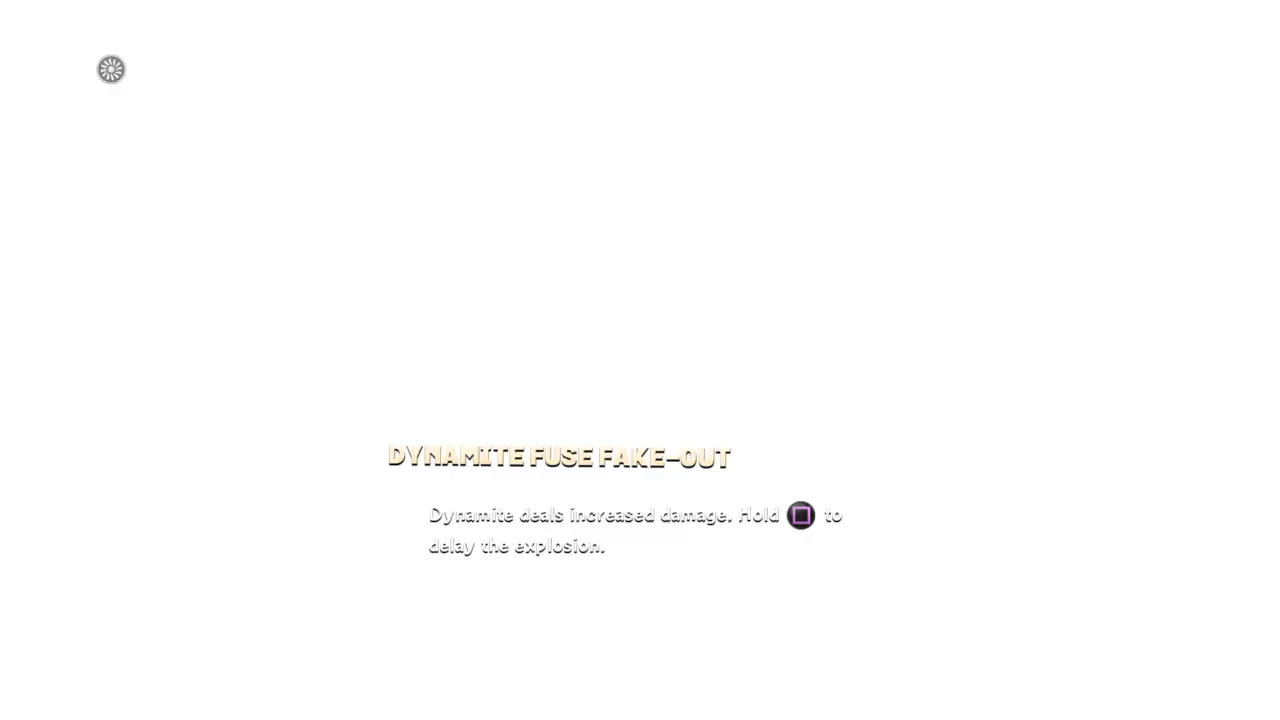 DYNAMITE FUSE FAKE-OUT
Dynamite deals increased damage. Hold to
delay the explosion.